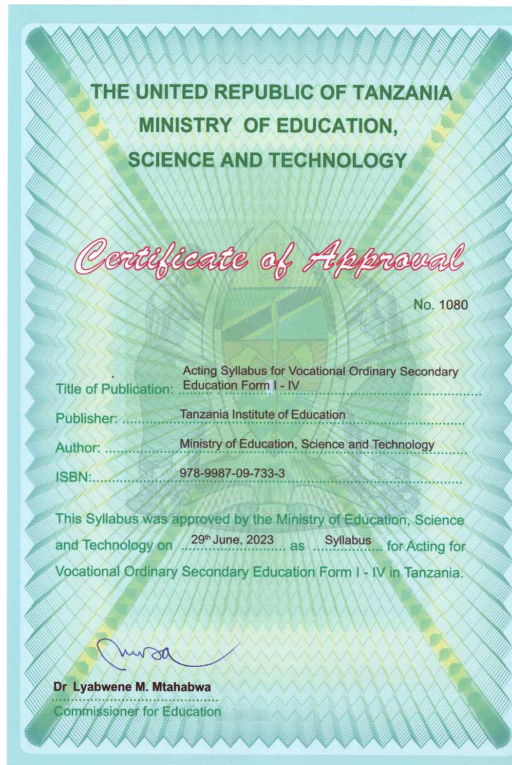 THE UNITED REPUBLIC OF TANZANIA
MINISTRY OF EDUCATION,
SCIENCE AND TECHNOLOGY
Certificate of Approval
No. 1080
Title of Publication: Acting Syllabus for Vocational Ordinary Secondary
Education Form I - IV
Publisher: Tanzania Institute of Education
Author: Ministry of Education, Science and Technology
ISBN: 978-9987-09-733-3
This Syllabus was approved by the Ministry of Education, Science
and Technology on 29th June, 2023 as Syllabus for Acting for
Vocational Ordinary Secondary Education Form I - IV in Tanzania.
Dr Lyabwene M. Mtahabwa
Commissioner for Education